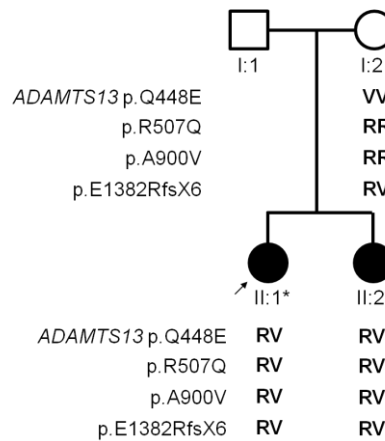 I:1 I:2
ADAMTS13 p.Q448E VV
p.R507Q RR
p.A900V RR
p.E1382RfsX6 RV
II:1* II:2
ADAMTS13 p.Q448E RV RV
p.R507Q RV RV
p.A900V RV RV
p.E1382RfsX6 RV RV